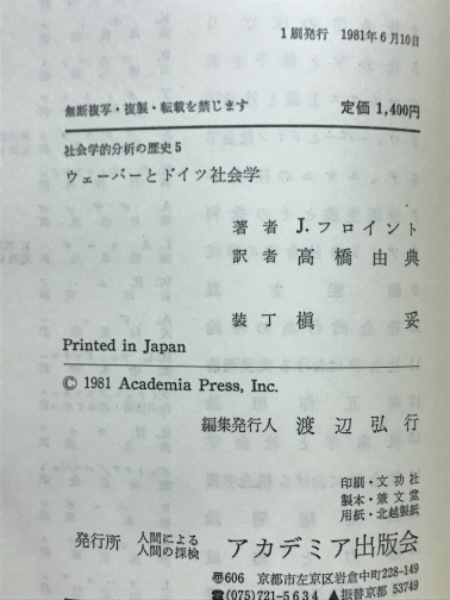 1刷発行 1981年6月10日
無断複写・複製・転載を禁じます 定価 1,400円
社会学的分析の歴史5
ウェーバーとドイツ社会学
著者 J.フロイント
訳者 高橋由典
装丁 槇 妥
Printed in Japan
© 1981 Academia Press, Inc.
編集発行人 渡辺弘行
印刷・文功社
製本・兼文堂
用紙・北越製紙
発行所 人間による人間の探検 アカデミア出版会
〠606 京都市左京区岩倉中町228-149
☎(075)721-5634 ▲振替京都 53749